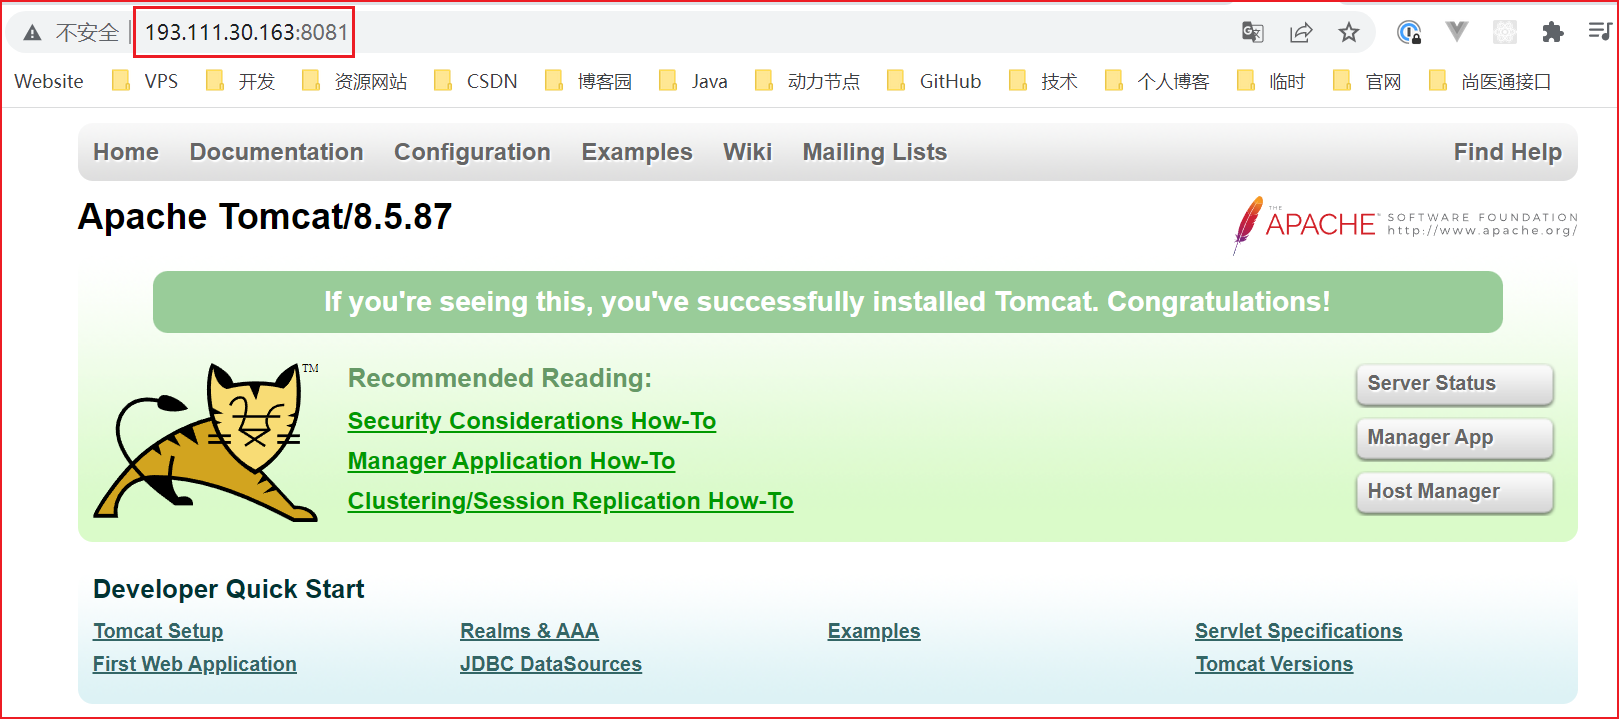 不安全 193.111.30.163:8081
Website VPS 开发 资源网站 CSDN 博客园 Java 动力节点 GitHub 技术 个人博客 临时 官网 尚医通接口
Home Documentation Configuration Examples Wiki Mailing Lists Find Help
Apache Tomcat/8.5.87
THE APACHE™ SOFTWARE FOUNDATION
http://www.apache.org/
If you're seeing this, you've successfully installed Tomcat. Congratulations!
TM
Recommended Reading:
Security Considerations How-To
Manager Application How-To
Clustering/Session Replication How-To
Server Status
Manager App
Host Manager
Developer Quick Start
Tomcat Setup
First Web Application
Realms & AAA
JDBC DataSources
Examples
Servlet Specifications
Tomcat Versions